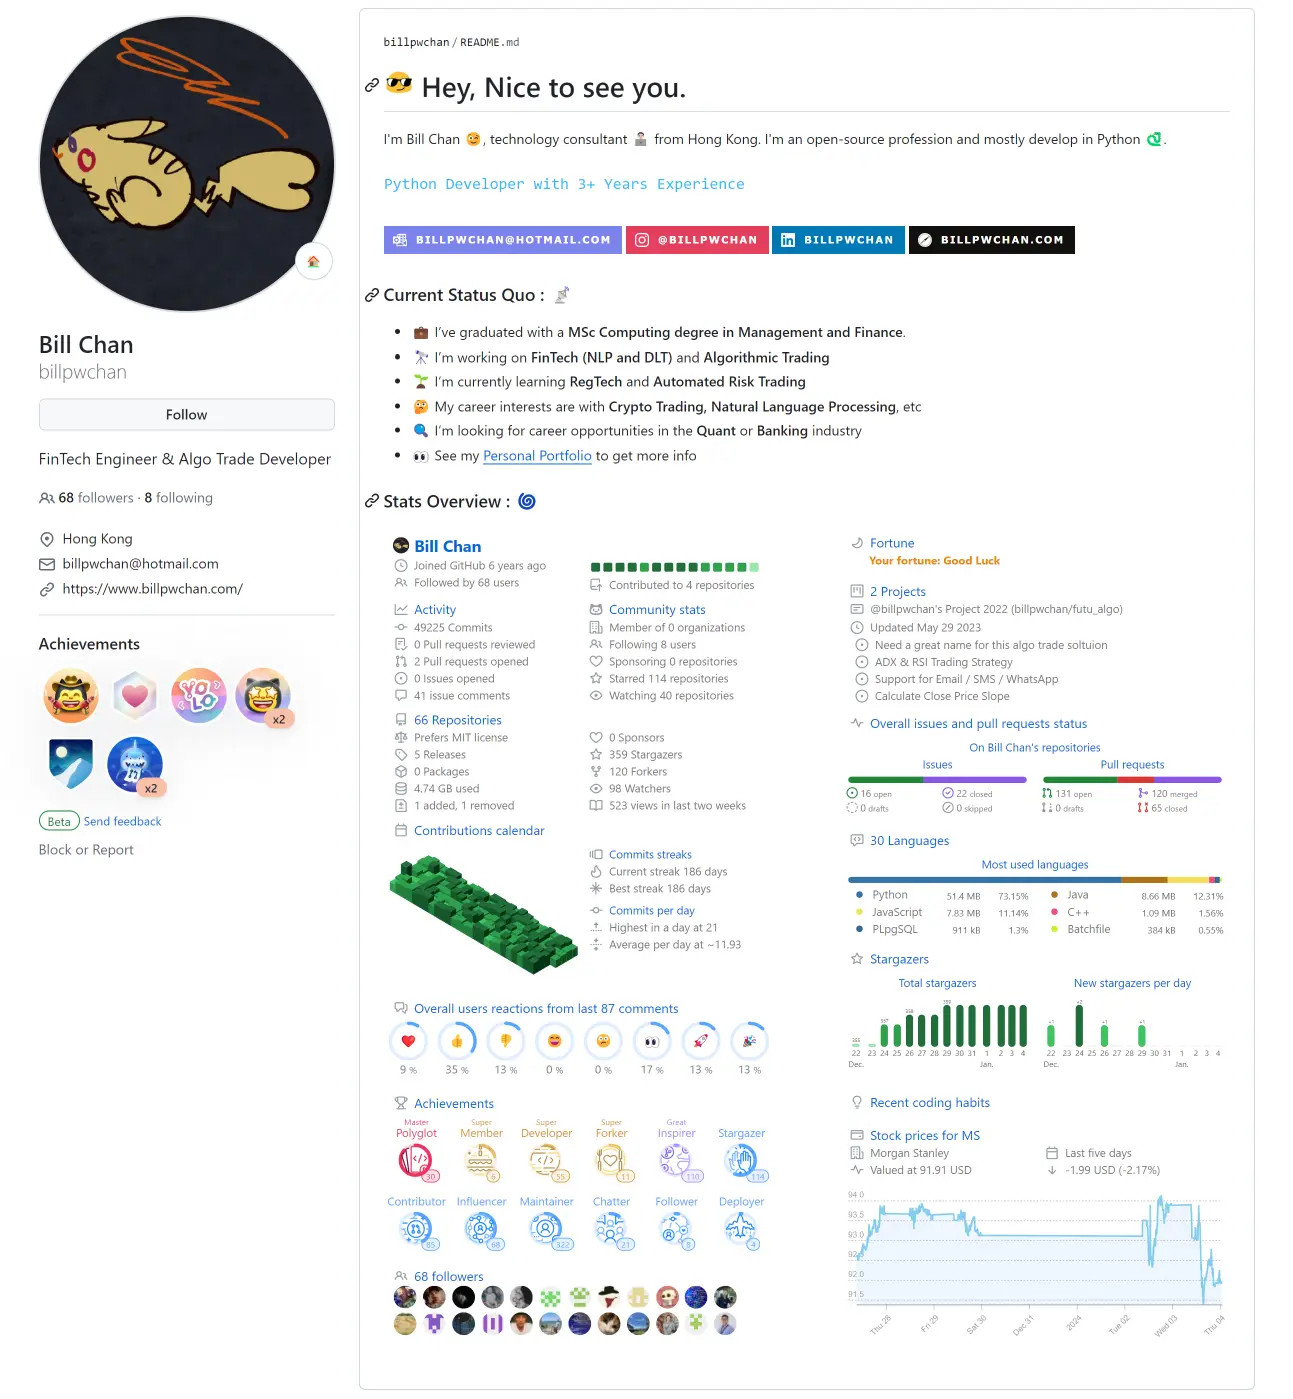 Bill Chan
billpwchan
Follow
FinTech Engineer & Algo Trade Developer
68 followers · 8 following
Hong Kong
billpwchan@hotmail.com
https://www.billpwchan.com/
Achievements
YOLO
x2
x2
Beta Send feedback
Block or Report
billpwchan / README.md
Hey, Nice to see you.
I'm Bill Chan , technology consultant from Hong Kong. I'm an open-source profession and mostly develop in Python .
Python Developer with 3+ Years Experience
BILLPWCHAN@HOTMAIL.COM @BILLPWCHAN BILLPWCHAN BILLPWCHAN.COM
Current Status Quo :
I've graduated with a MSc Computing degree in Management and Finance.
I'm working on FinTech (NLP and DLT) and Algorithmic Trading
I'm currently learning RegTech and Automated Risk Trading
My career interests are with Crypto Trading, Natural Language Processing, etc
I'm looking for career opportunities in the Quant or Banking industry
See my Personal Portfolio to get more info
Stats Overview :
Bill Chan
Joined GitHub 6 years ago
Followed by 68 users
Contributed to 4 repositories
Activity
49225 Commits
0 Pull requests reviewed
2 Pull requests opened
0 Issues opened
41 issue comments
Community stats
Member of 0 organizations
Following 8 users
Sponsoring 0 repositories
Starred 114 repositories
Watching 40 repositories
66 Repositories
Prefers MIT license
5 Releases
0 Packages
4.74 GB used
1 added, 1 removed
0 Sponsors
359 Stargazers
120 Forkers
98 Watchers
523 views in last two weeks
Contributions calendar
Commits streaks
Current streak 186 days
Best streak 186 days
Commits per day
Highest in a day at 21
Average per day at ~11.93
Overall users reactions from last 87 comments
9 % 35 % 13 % 0 % 0 % 17 % 13 % 13 %
Achievements
Master Super Super Super Great
Polyglot Member Developer Forker Inspirer Stargazer
30 6 55 11 110 114
Contributor Influencer Maintainer Chatter Follower Deployer
85 68 322 21 8 4
68 followers
Fortune
Your fortune: Good Luck
2 Projects
@billpwchan's Project 2022 (billpwchan/futu_algo)
Updated May 29 2023
Need a great name for this algo trade soltuion
ADX & RSI Trading Strategy
Support for Email / SMS / WhatsApp
Calculate Close Price Slope
Overall issues and pull requests status
On Bill Chan's repositories
Issues Pull requests
16 open 22 closed 131 open 120 merged
0 drafts 0 skipped 0 drafts 65 closed
30 Languages
Most used languages
Python 51.4 MB 73.15% Java 8.66 MB 12.31%
JavaScript 7.83 MB 11.14% C++ 1.09 MB 1.56%
PLpgSQL 911 kB 1.3% Batchfile 384 kB 0.55%
Stargazers
Total stargazers
355 357 358 359
22 23 24 25 26 27 28 29 30 31 1 2 3 4
Dec. Jan.
New stargazers per day
+1 +2 +1 +1
22 23 24 25 26 27 28 29 30 31 1 2 3 4
Dec. Jan.
Recent coding habits
Stock prices for MS
Morgan Stanley Last five days
Valued at 91.91 USD -1.99 USD (-2.17%)
94.0
93.5
93.0
92.0
91.5
Thu 28 Fri 29 Sat 30 Dec 31 2024 Tue 02 Wed 03 Thu 04